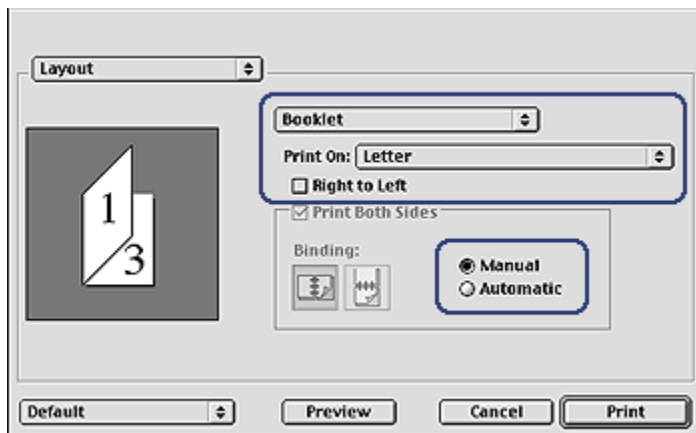 Layout
Booklet
Print On: Letter
Right to Left
1
3
Print Both Sides
Binding:
Manual
Automatic
Default
Preview
Cancel
Print